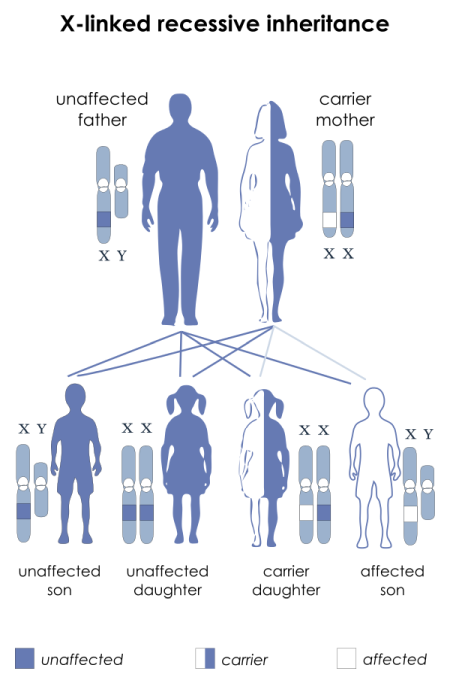 X-linked recessive inheritance
unaffected
father
carrier
mother
X Y
X X
X Y
X X
X X
X Y
unaffected
son
unaffected
daughter
carrier
daughter
affected
son
unaffected
carrier
affected